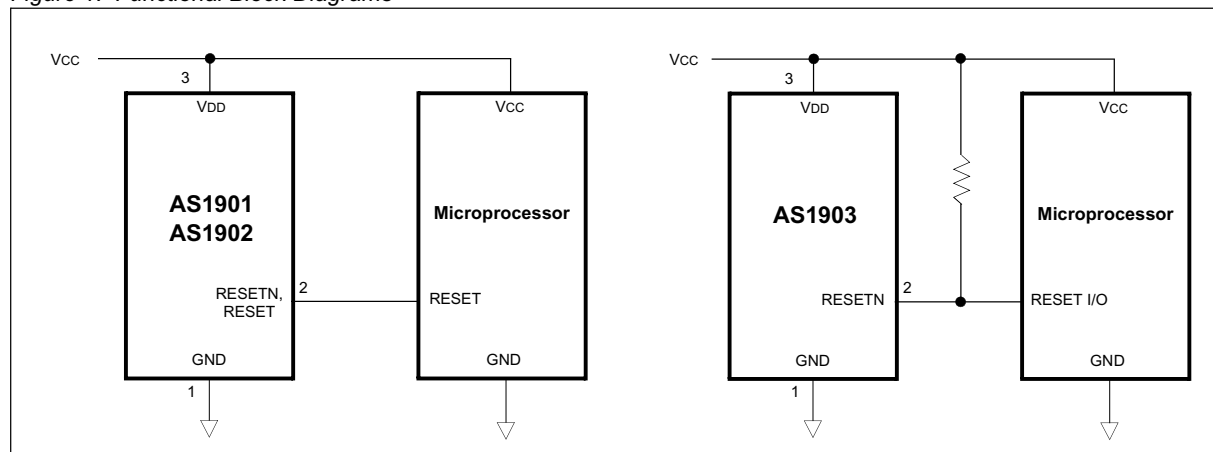 Figure 1. Functional Block Diagrams
VCC
3
VDD
AS1901
AS1902
RESETN,
RESET
2
GND
1
VCC
Microprocessor
RESET
GND
VCC
3
VDD
AS1903
RESETN
2
GND
1
VCC
Microprocessor
RESET I/O
GND